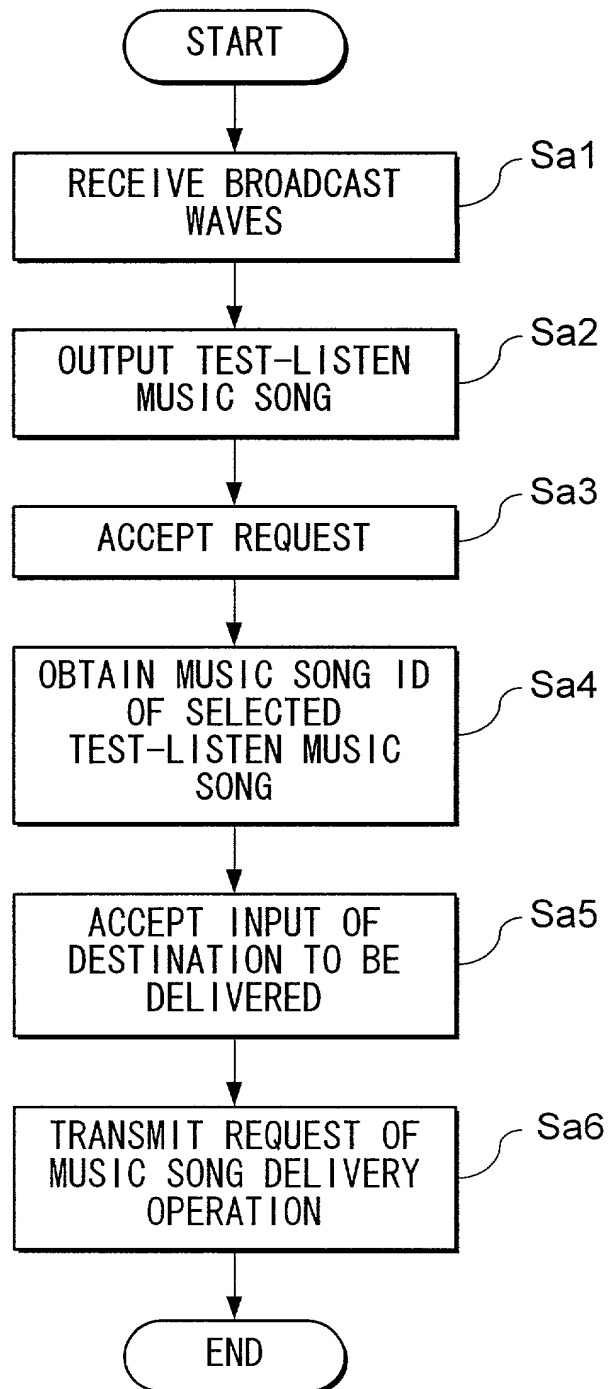 START
Sa1
RECEIVE BROADCAST
WAVES
Sa2
OUTPUT TEST-LISTEN
MUSIC SONG
Sa3
ACCEPT REQUEST
OBTAIN MUSIC SONG ID
Sa4
OF SELECTED
TEST-LISTEN MUSIC
SONG
Sa5
ACCEPT INPUT OF
DESTINATION TO BE
DELIVERED
Sa6
TRANSMIT REQUEST OF
MUSIC SONG DELIVERY
OPERATION
END